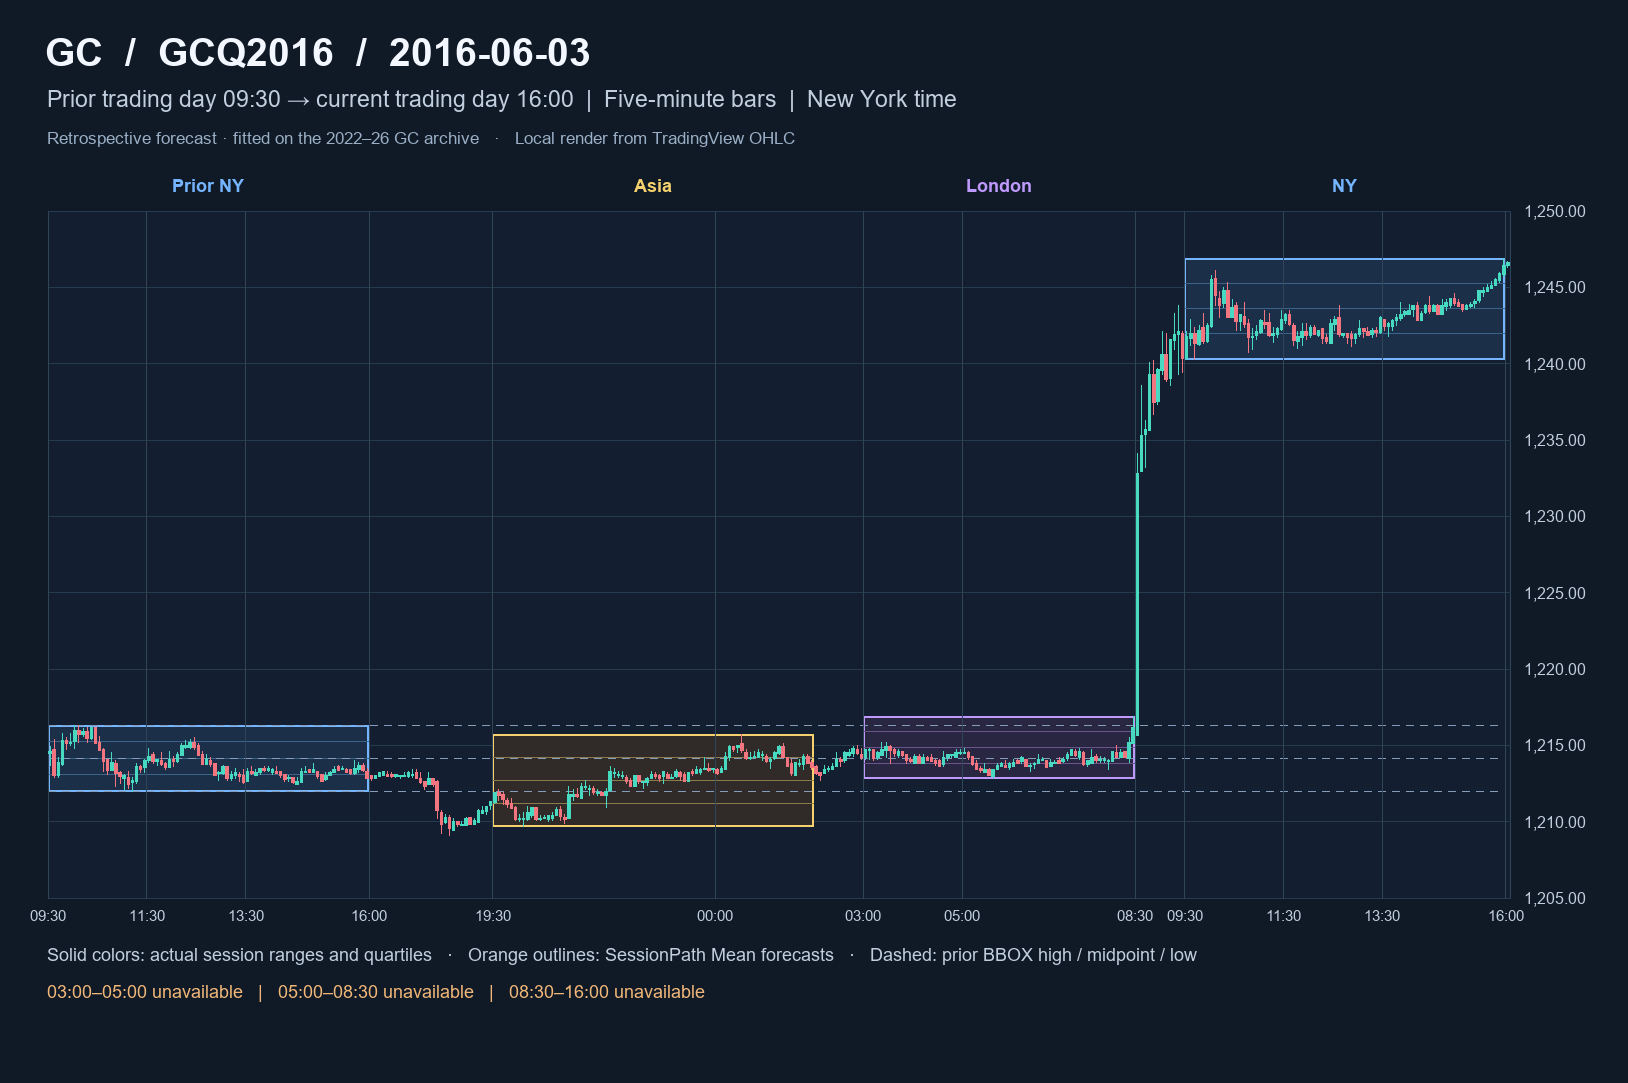 GC / GCQ2016 / 2016-06-03
Prior trading day 09:30 → current trading day 16:00 | Five-minute bars | New York time
Retrospective forecast · fitted on the 2022–26 GC archive · Local render from TradingView OHLC
Prior NY Asia London NY
1,250.00
1,245.00
1,240.00
1,235.00
1,230.00
1,225.00
1,220.00
1,215.00
1,210.00
1,205.00
09:30 11:30 13:30 16:00 19:30 00:00 03:00 05:00 08:30 09:30 11:30 13:30 16:00
Solid colors: actual session ranges and quartiles · Orange outlines: SessionPath Mean forecasts · Dashed: prior BBOX high / midpoint / low
03:00–05:00 unavailable | 05:00–08:30 unavailable | 08:30–16:00 unavailable